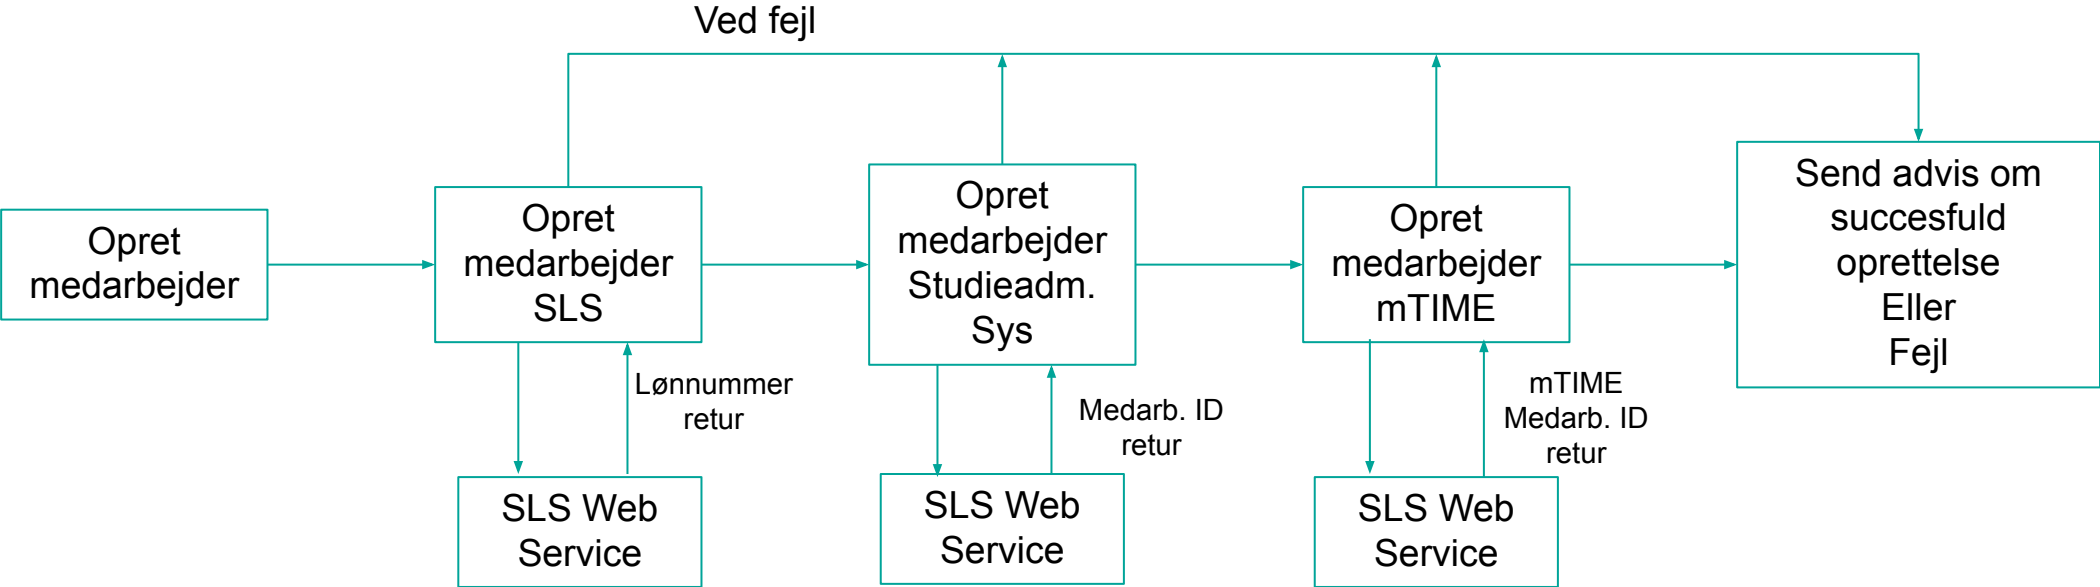 Ved fejl
Opret
medarbejder
Opret
medarbejder
SLS
Opret
medarbejder
Studieadm.
Sys
Opret
medarbejder
mTIME
Send advis om
succesfuld
oprettelse
Eller
Fejl
Lønnummer
retur
Medarb. ID
retur
mTIME
Medarb. ID
retur
SLS Web
Service
SLS Web
Service
SLS Web
Service